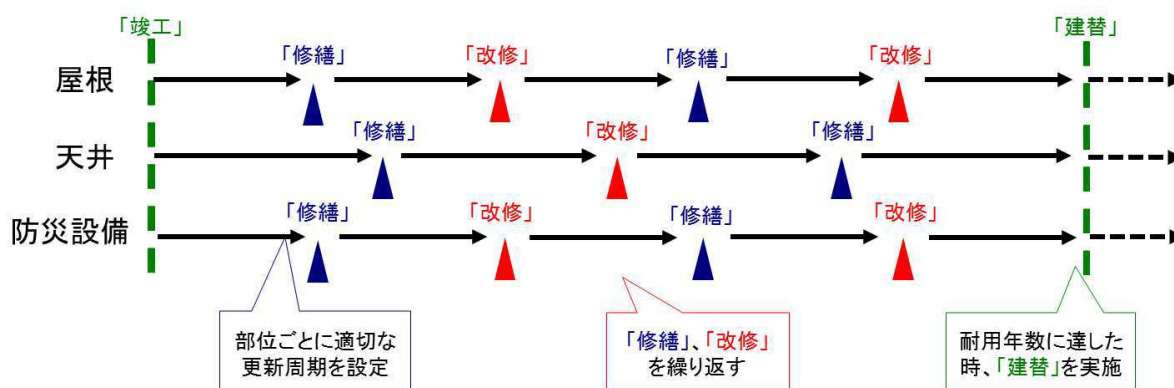 「竣工」
「建替」
「修繕」
「改修」
「修繕」
「改修」
屋根
「修繕」
「改修」
「修繕」
天井
「修繕」
「改修」
「修繕」
「改修」
防災設備
部位ごとに適切な
更新周期を設定
「修繕」、「改修」
を繰り返す
耐用年数に達した
時、「建替」を実施